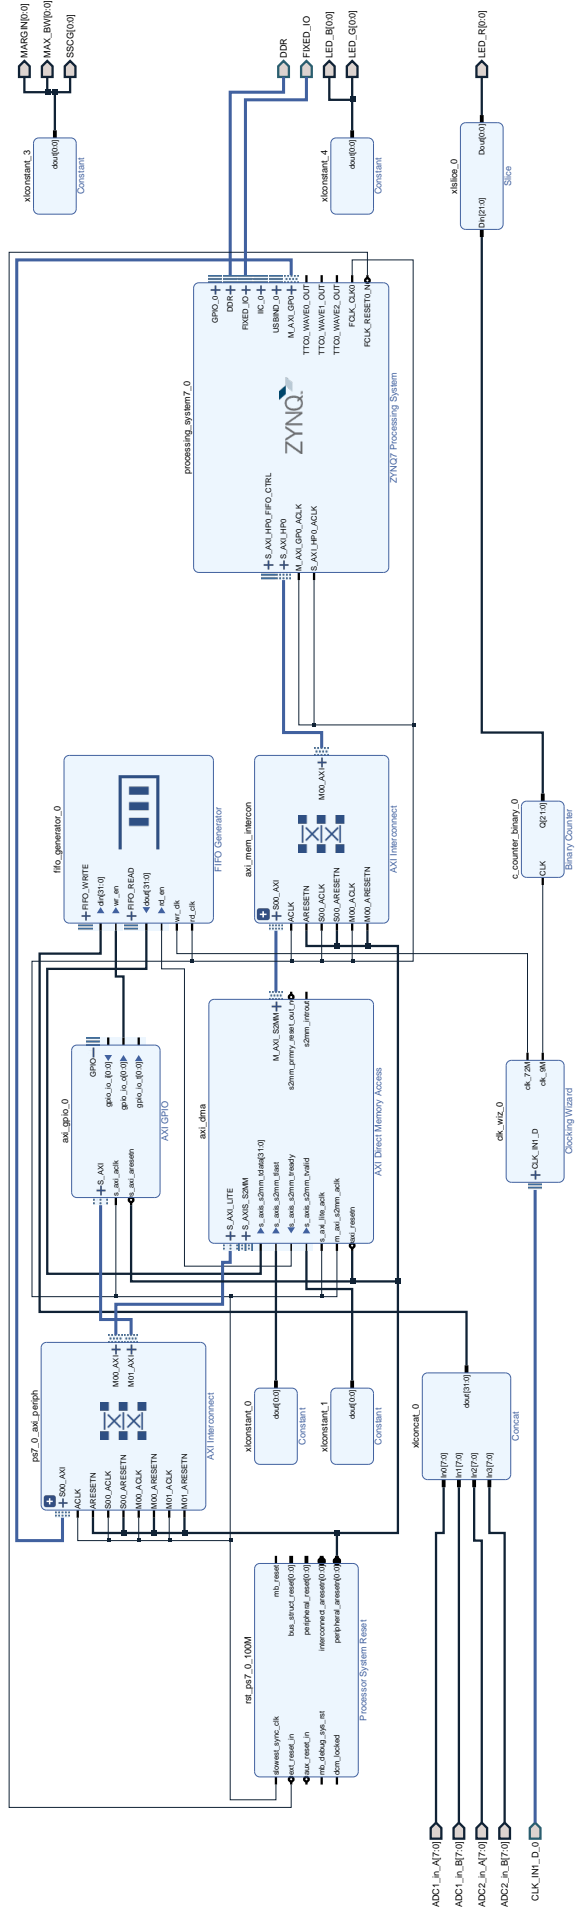 MARGIN[0:0]
MAX_BW[0:0]
SSCG[0:0]
DDR
FIXED_IO
LED_B[0:0]
LED_G[0:0]
LED_R[0:0]
xlconstant_3
dout[0:0]
Constant
xlconstant_4
dout[0:0]
Constant
xlslice_0
Din[21:0]
Dout[0:0]
Slice
processing_system7_0
S_AXI_HP0_FIFO_CTRL
S_AXI_HP0
M_AXI_GP0_ACLK
S_AXI_HP0_ACLK
ZYNQ
GPIO_0
DDR
FIXED_IO
IIC_0
USBIND_0
M_AXI_GP0
TTC0_WAVE0_OUT
TTC0_WAVE1_OUT
TTC0_WAVE2_OUT
FCLK_CLK0
FCLK_RESET0_N
ZYNQ7 Processing System
fifo_generator_0
FIFO_WRITE
din[31:0]
wr_en
FIFO_READ
dout[31:0]
rd_en
wr_clk
rd_clk
FIFO Generator
axi_mem_intercon
S00_AXI
ACLK
ARESETN
S00_ACLK
S00_ARESETN
M00_ACLK
M00_ARESETN
M00_AXI
AXI Interconnect
c_counter_binary_0
CLK
Q[21:0]
Binary Counter
axi_gpio_0
S_AXI
s_axi_aclk
s_axi_aresetn
GPIO
gpio_io_i[0:0]
gpio_io_o[0:0]
gpio_io_t[0:0]
AXI GPIO
axi_dma
S_AXI_LITE
S_AXIS_S2MM
s_axis_s2mm_tdata[31:0]
s_axis_s2mm_tlast
s_axis_s2mm_tready
s_axis_s2mm_tvalid
s_axi_lite_aclk
m_axi_s2mm_aclk
axi_resetn
M_AXI_S2MM
s2mm_prmry_reset_out_n
s2mm_introut
AXI Direct Memory Access
clk_wiz_0
CLK_IN1_D
clk_72M
clk_9M
Clocking Wizard
ps7_0_axi_periph
S00_AXI
ACLK
ARESETN
S00_ACLK
S00_ARESETN
M00_ACLK
M00_ARESETN
M01_ACLK
M01_ARESETN
M00_AXI
M01_AXI
AXI Interconnect
xlconstant_0
dout[0:0]
Constant
xlconstant_1
dout[0:0]
Constant
xlconcat_0
In0[7:0]
In1[7:0]
In2[7:0]
In3[7:0]
dout[31:0]
Concat
rst_ps7_0_100M
slowest_sync_clk
ext_reset_in
aux_reset_in
mb_debug_sys_rst
dcm_locked
mb_reset
bus_struct_reset[0:0]
peripheral_reset[0:0]
interconnect_aresetn[0:0]
peripheral_aresetn[0:0]
Processor System Reset
ADC1_in_A[7:0]
ADC1_in_B[7:0]
ADC2_in_A[7:0]
ADC2_in_B[7:0]
CLK_IN1_D_0